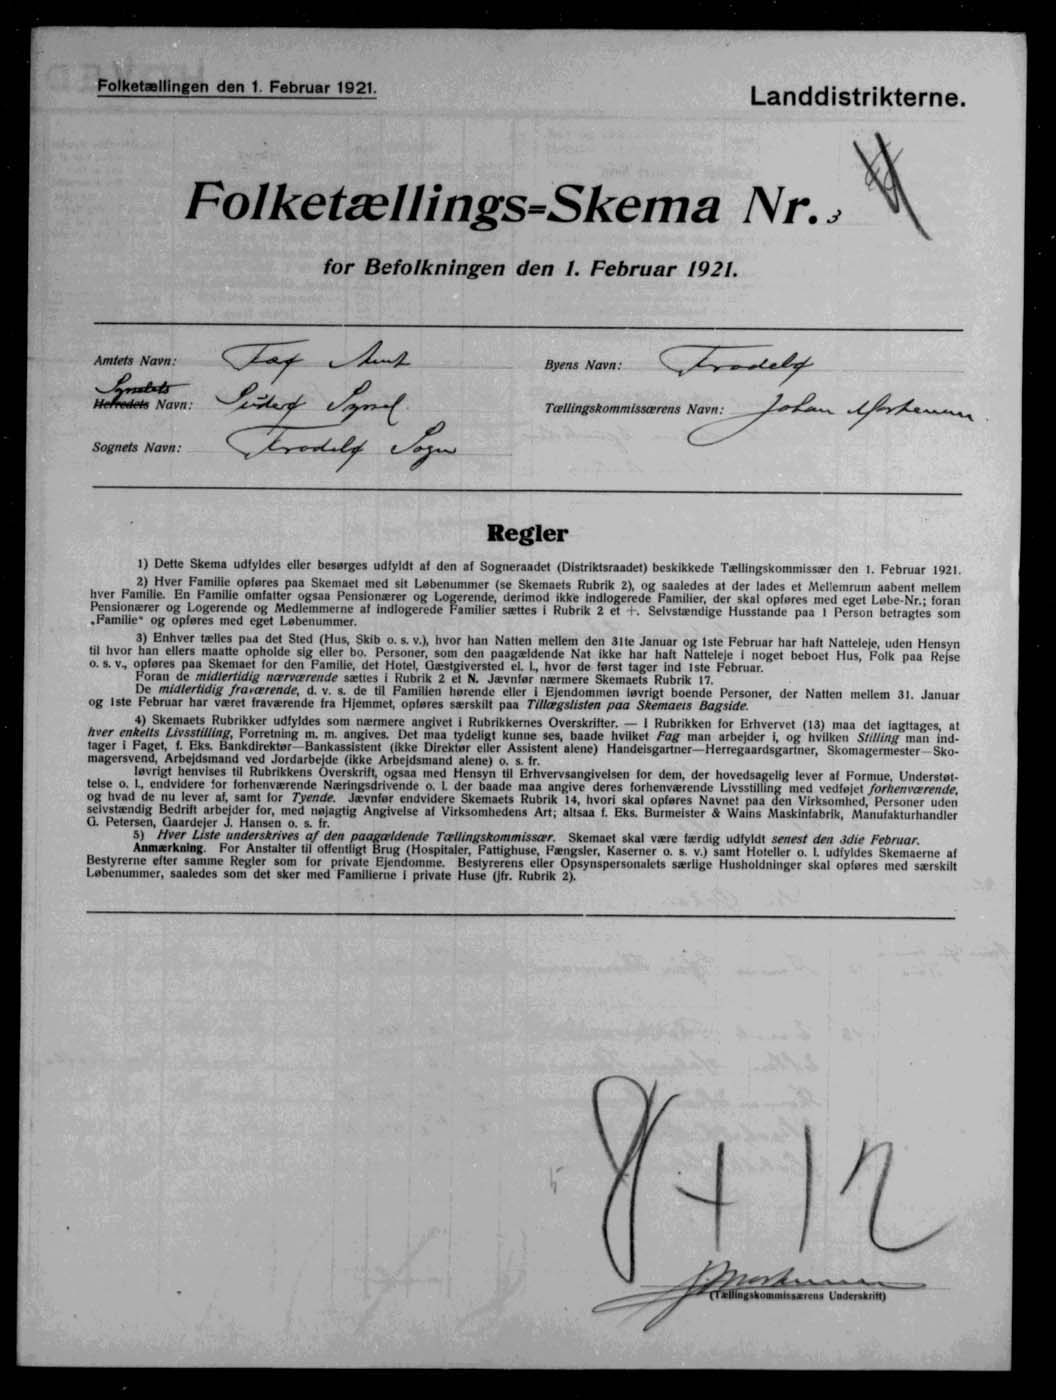 Folketællingen den 1. Februar 1921.
Landdistrikterne.
Folketællings=Skema Nr. 3
for Befolkningen den 1. Februar 1921.
Amtets Navn: Færø Amt
Byens Navn: Frodebø
Sysselets
Herredets Navn: Suderø Syssel
Tællingskommissærens Navn: Johan Mortensen
Sognets Navn: Frodebø Sogn
Regler
1) Dette Skema udfyldes eller besørges udfyldt af den af Sogneraadet (Distriktsraadet) beskikkede Tællingskommissær den 1. Februar 1921.
2) Hver Familie opføres paa Skemaet med sit Løbenummer (se Skemaets Rubrik 2), og saaledes at der lades et Mellemrum aabent mellem
hver Familie. En Familie omfatter ogsaa Pensionærer og Logerende, derimod ikke indlogerede Familier, der skal opføres med eget Løbe-Nr.; foran
Pensionærer og Logerende og Medlemmerne af indlogerede Familier sættes i Rubrik 2 et +. Selvstændige Husstande paa 1 Person betragtes som
„Familie“ og opføres med eget Løbenummer.
3) Enhver tælles paa det Sted (Hus, Skib o. s. v.), hvor han Natten mellem den 31te Januar og 1ste Februar har haft Natteleje, uden Hensyn
til hvor han ellers maatte opholde sig eller bo. Personer, som den paagældende Nat ikke har haft Natteleje i noget beboet Hus, Folk paa Rejse
o. s. v., opføres paa Skemaet for den Familie, det Hotel, Gæstgiversted el. l., hvor de først tager ind 1ste Februar.
Foran de midlertidig nærværende sættes i Rubrik 2 et N. Jævnfør nærmere Skemaets Rubrik 17.
De midlertidig fraværende, d. v. s. de til Familien hørende eller i Ejendommen iøvrigt boende Personer, der Natten mellem 31. Januar
og 1ste Februar har været fraværende fra Hjemmet, opføres særskilt paa Tillægslisten paa Skemaets Bagside.
4) Skemaets Rubrikker udfyldes som nærmere angivet i Rubrikkernes Overskrifter. — I Rubrikken for Erhvervet (13) maa det iagttages, at
hver enkelts Livsstilling, Forretning m. m. angives. Det maa tydeligt kunne ses, baade hvilket Fag man arbejder i, og hvilken Stilling man ind-
tager i Faget, f. Eks. Bankdirektør—Bankassistent (ikke Direktør eller Assistent alene) Handelsgartner—Herregaardsgartner, Skomagermester—Sko-
magersvend, Arbejdsmand ved Jordarbejde (ikke Arbejdsmand alene) o. s. fr.
Iøvrigt henvises til Rubrikkens Overskrift, ogsaa med Hensyn til Erhvervsangivelsen for dem, der hovedsagelig lever af Formue, Understøt-
telse o. l., endvidere for forhenværende Næringsdrivende o. l. der baade maa angive deres forhenværende Livsstilling med vedføjet forhenværende,
og hvad de nu lever af, samt for Tyende. Jævnfør endvidere Skemaets Rubrik 14, hvori skal opføres Navnet paa den Virksomhed, Personer uden
selvstændig Bedrift arbejder for, med nøjagtig Angivelse af Virksomhedens Art; altsaa f. Eks. Burmeister & Wains Maskinfabrik, Manufakturhandler
G. Petersen, Gaardejer J. Hansen o. s. fr.
5) Hver Liste underskrives af den paagældende Tællingskommissær. Skemaet skal være færdig udfyldt senest den 3die Februar.
Anmærkning. For Anstalter til offentligt Brug (Hospitaler, Fattighuse, Fængsler, Kaserner o. s. v.) samt Hoteller o. l. udfyldes Skemaerne af
Bestyrerne efter samme Regler som for private Ejendomme. Bestyrerens eller Opsynspersonalets særlige Husholdninger skal opføres med særskilt
Løbenummer, saaledes som det sker med Familierne i private Huse (jfr. Rubrik 2).
8 + 12
J. Mortensen
(Tællingskommissærens Underskrift)